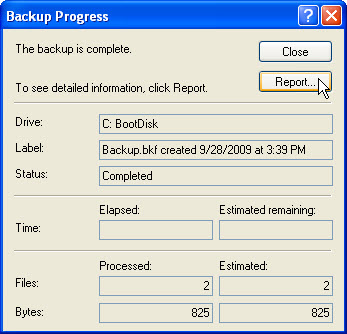 Backup Progress
The backup is complete.
Close
To see detailed information, click Report.
Report...
Drive: C: BootDisk
Label: Backup.bkf created 9/28/2009 at 3:39 PM
Status: Completed
Elapsed: Estimated remaining:
Time:
Processed: Estimated:
Files: 2 2
Bytes: 825 825